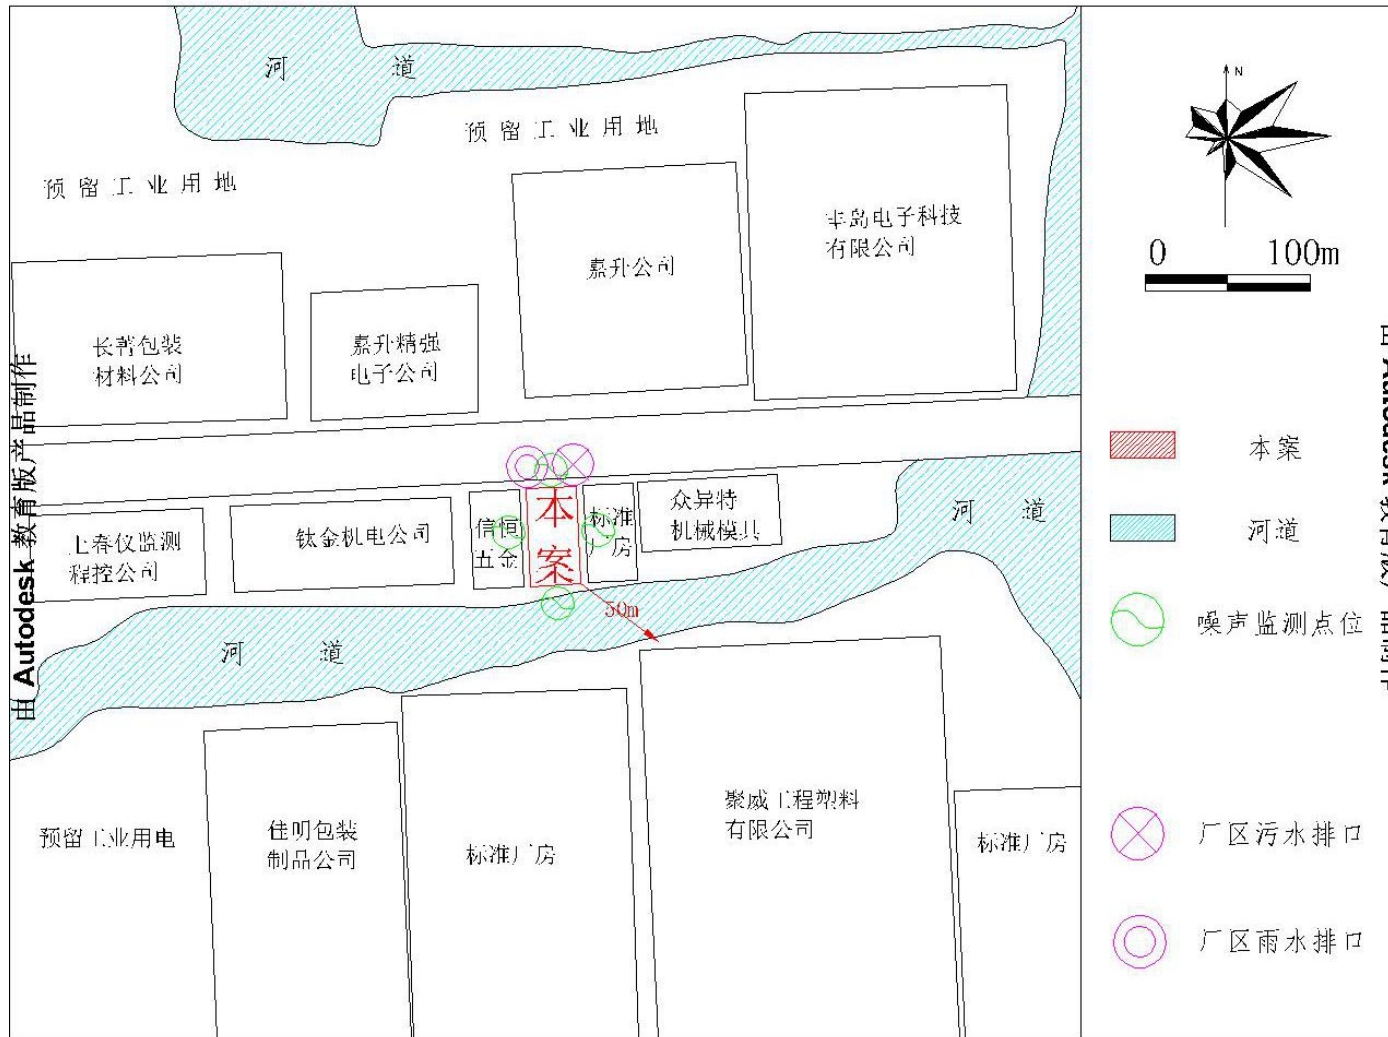 河 道
预 留 工 业 用 地
预 留 工 业 用 地
半岛电子科技
有限公司
嘉升公司
长菁包装
材料公司
嘉升精强
电子公司
N
0 100m
本案
河道
噪声监测点位
厂区污水排口
厂区雨水排口
信恒
五金
本
案
标准
厂房
众异特
机械模具
钛金机电公司
上春仪监测
程控公司
河 道
50m
河 道
预留工业用电
佳明包装
制品公司
标准厂房
聚威工程塑料
有限公司
标准厂房
由 Autodesk 教育版产品制作